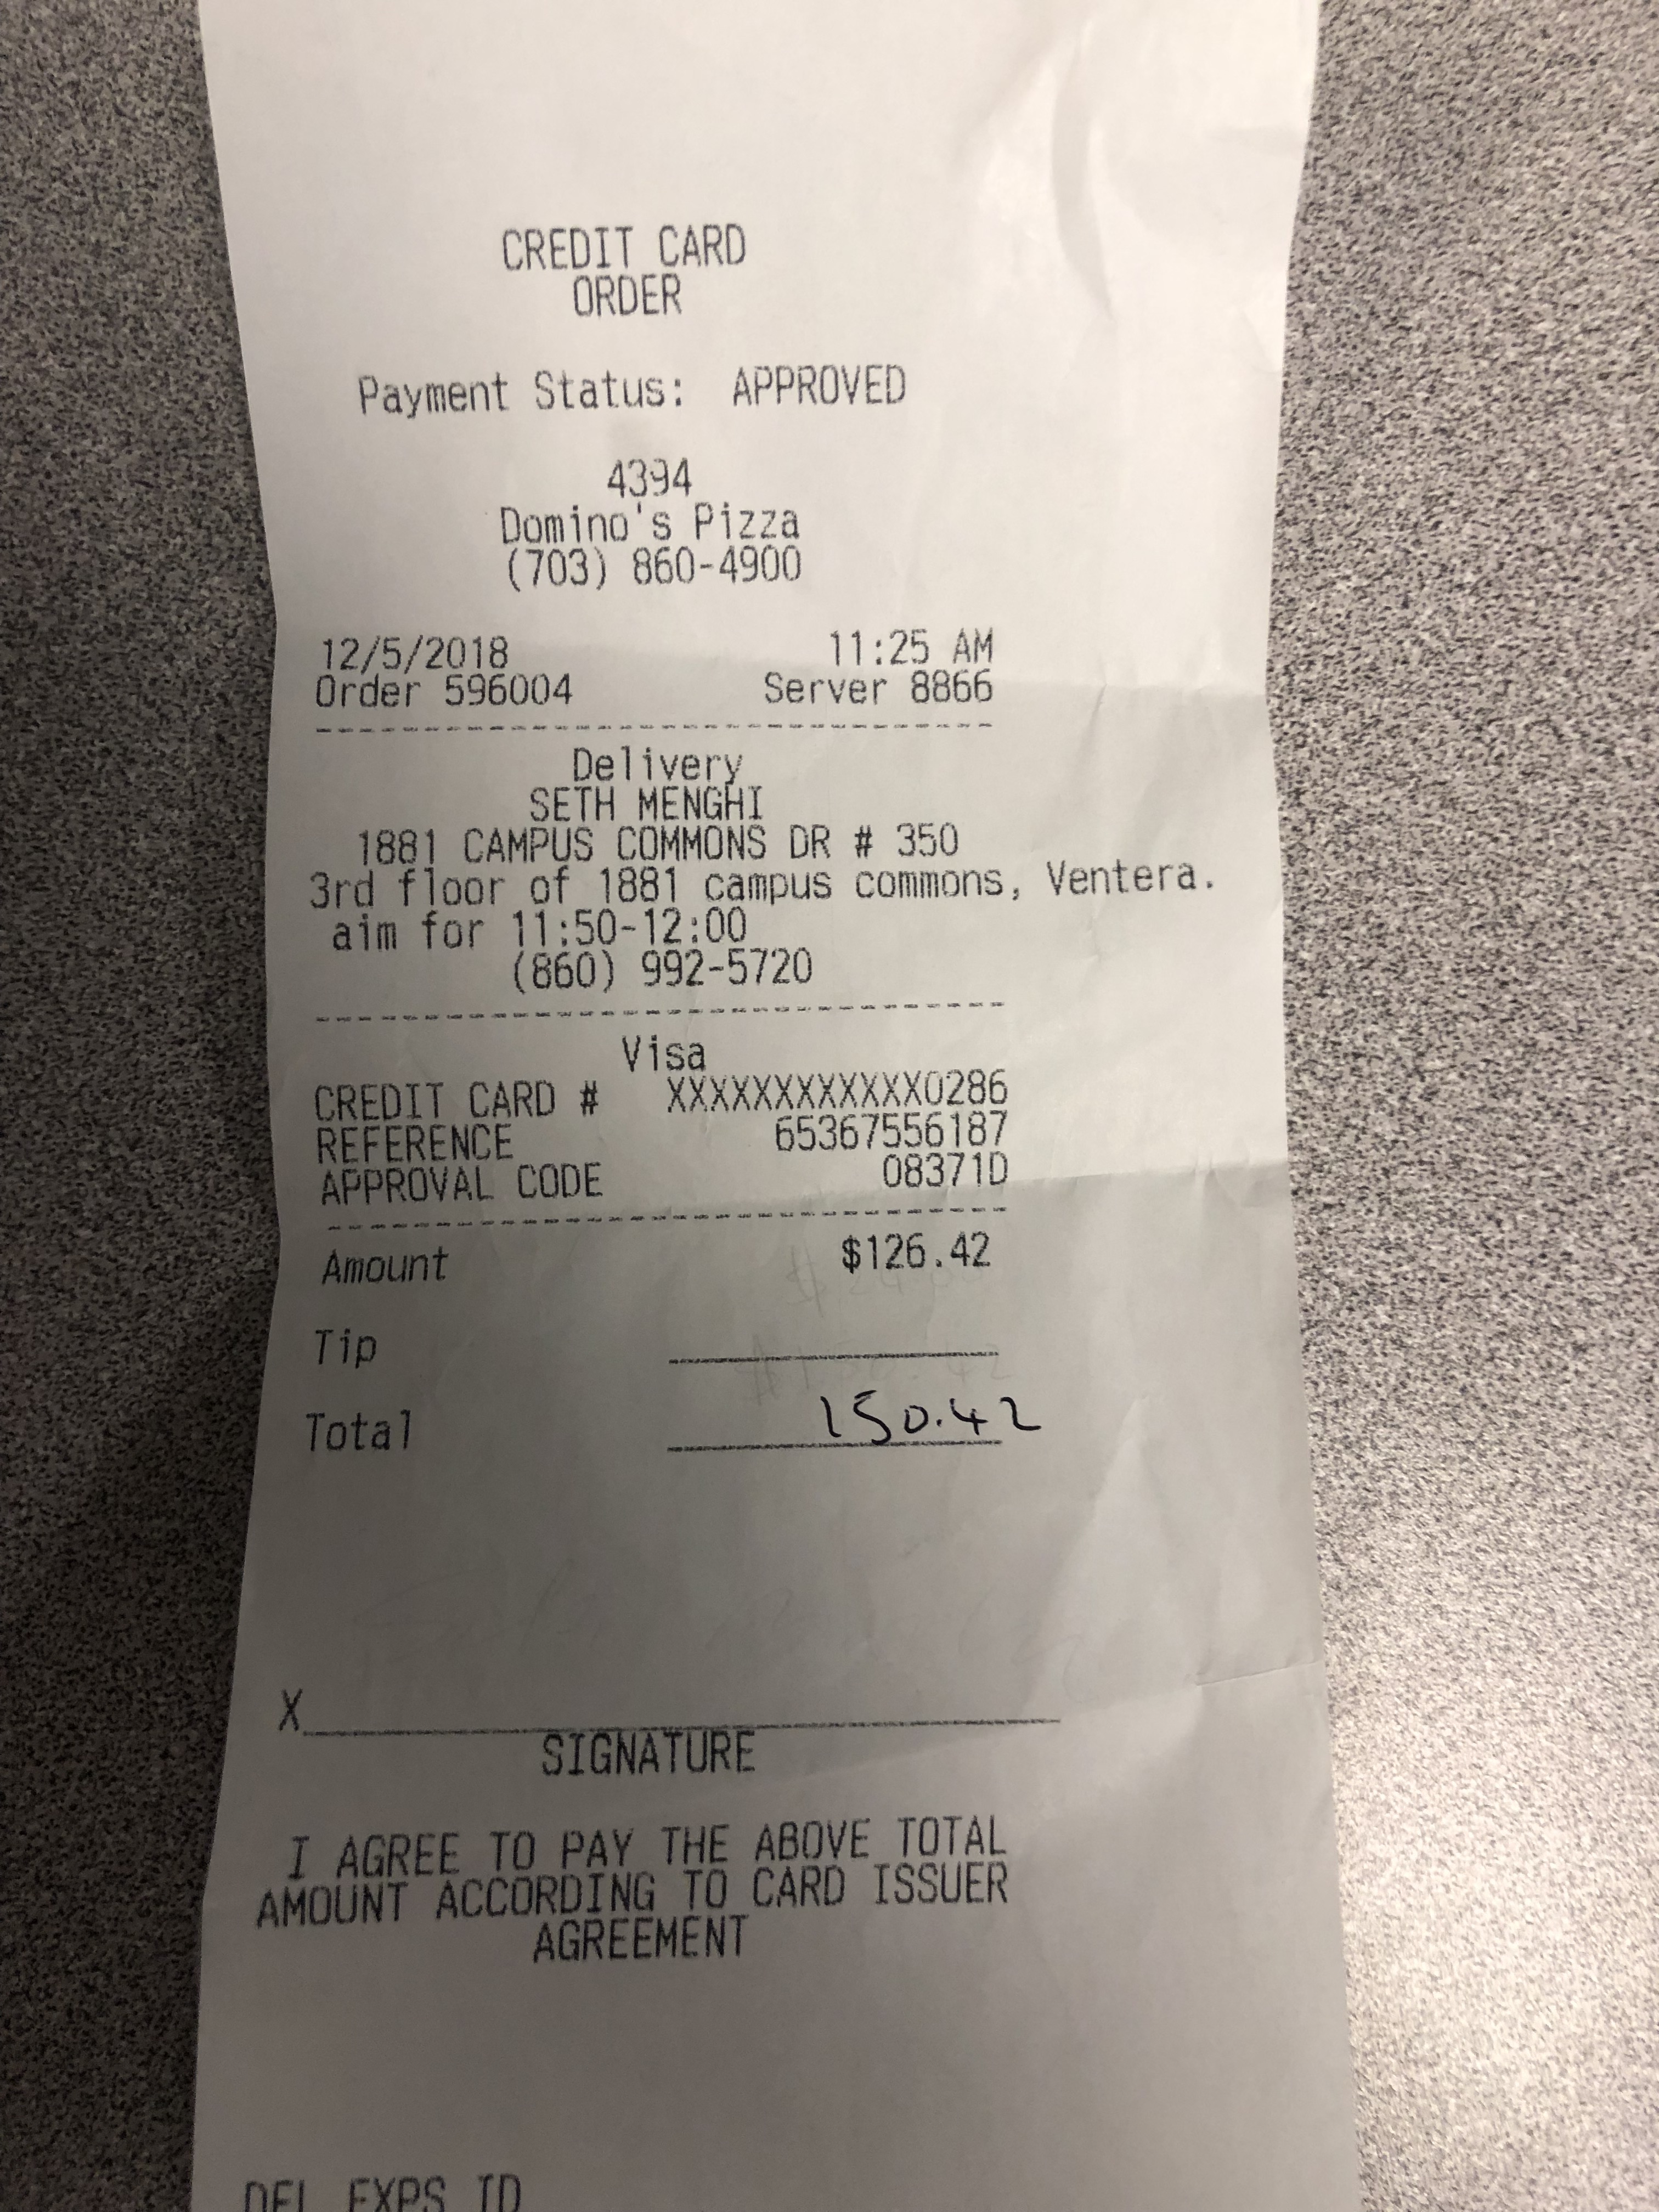 CREDIT CARD
ORDER
Payment Status: APPROVED
4394
Domino's Pizza
(703) 860-4900
12/5/2018 11:25 AM
Order 596004 Server 8866
Delivery
SETH MENGHI
1881 CAMPUS COMMONS DR # 350
3rd floor of 1881 campus commons, Ventera.
aim for 11:50-12:00
(860) 992-5720
Visa
CREDIT CARD # XXXXXXXXXXXX0286
REFERENCE 65367556187
APPROVAL CODE 08371D
Amount $126.42
Tip
Total 150.42
X
SIGNATURE
I AGREE TO PAY THE ABOVE TOTAL
AMOUNT ACCORDING TO CARD ISSUER
AGREEMENT
DEL EXPS ID